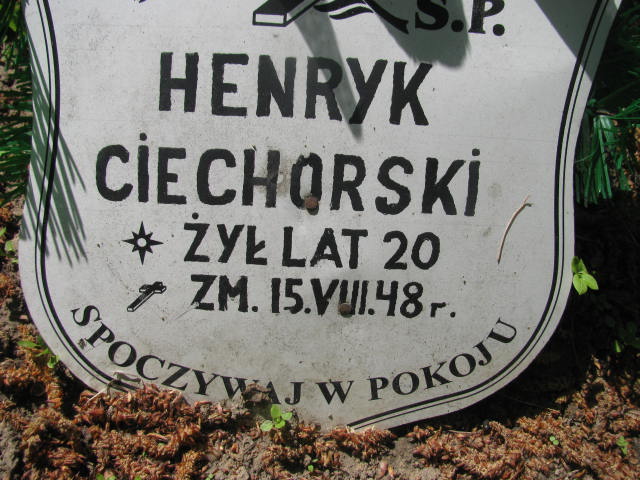 S.P.
HENRYK
CIECHORSKI
ŻYŁ LAT 20
ZM. 15.VIII.48 r.
SPOCZYWAJ W POKOJU